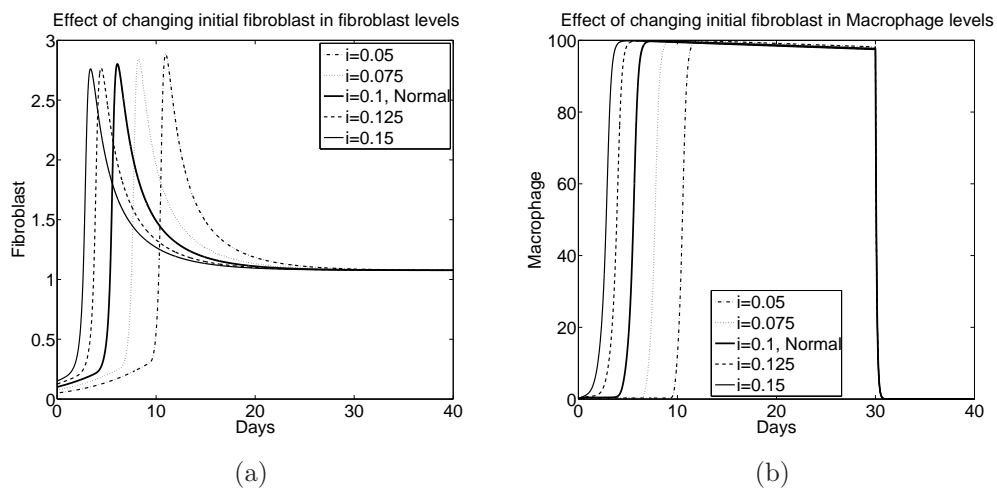 Effect of changing initial fibroblast in fibroblast levels
3
2.5
2
1.5
1
0.5
0
Fibroblast
i=0.05
i=0.075
i=0.1, Normal
i=0.125
i=0.15
0 10 20 30 40
Days
(a)
Effect of changing initial fibroblast in Macrophage levels
100
80
60
40
20
0
Macrophage
i=0.05
i=0.075
i=0.1, Normal
i=0.125
i=0.15
0 10 20 30 40
Days
(b)